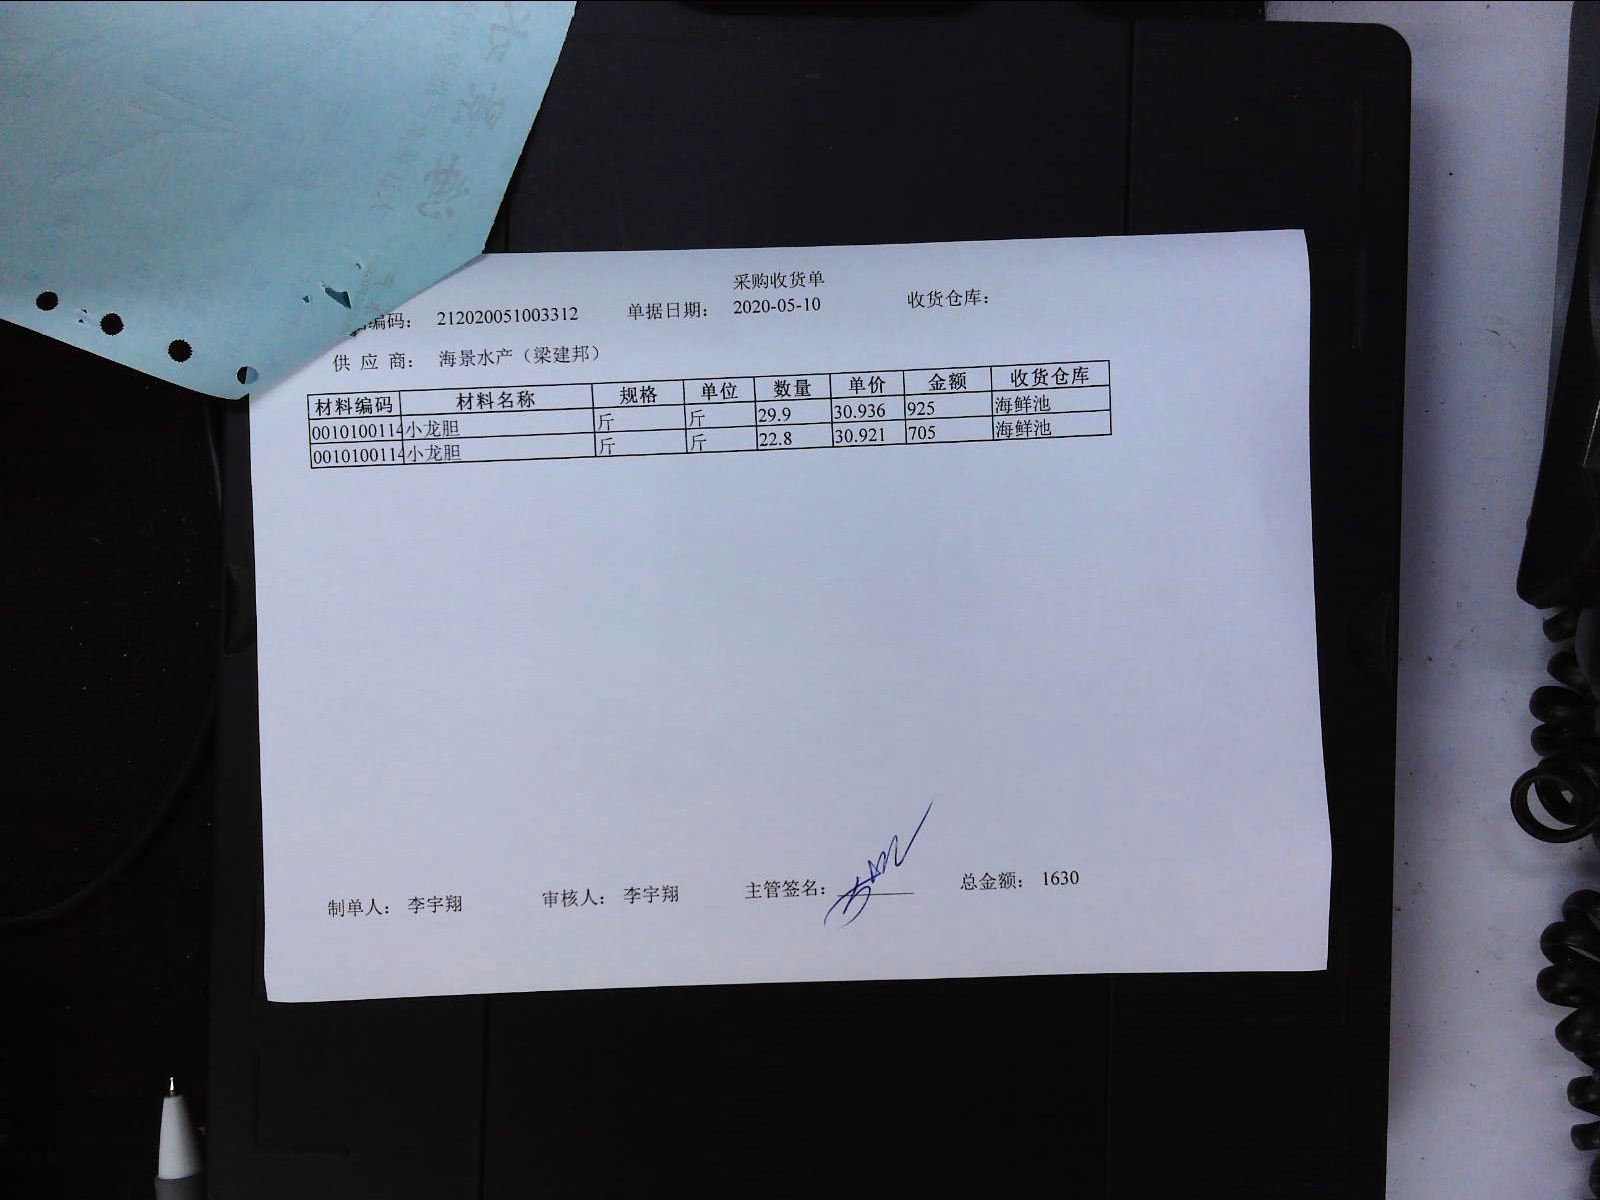 采购收货单
编码： 212020051003312 单据日期： 2020-05-10 收货仓库：
供 应 商： 海景水产（梁建邦）
材料编码 材料名称 规格 单位 数量 单价 金额 收货仓库
0010100114 小龙胆 斤 斤 29.9 30.936 925 海鲜池
0010100114 小龙胆 斤 斤 22.8 30.921 705 海鲜池
制单人： 李宇翔 审核人： 李宇翔 主管签名： 总金额： 1630